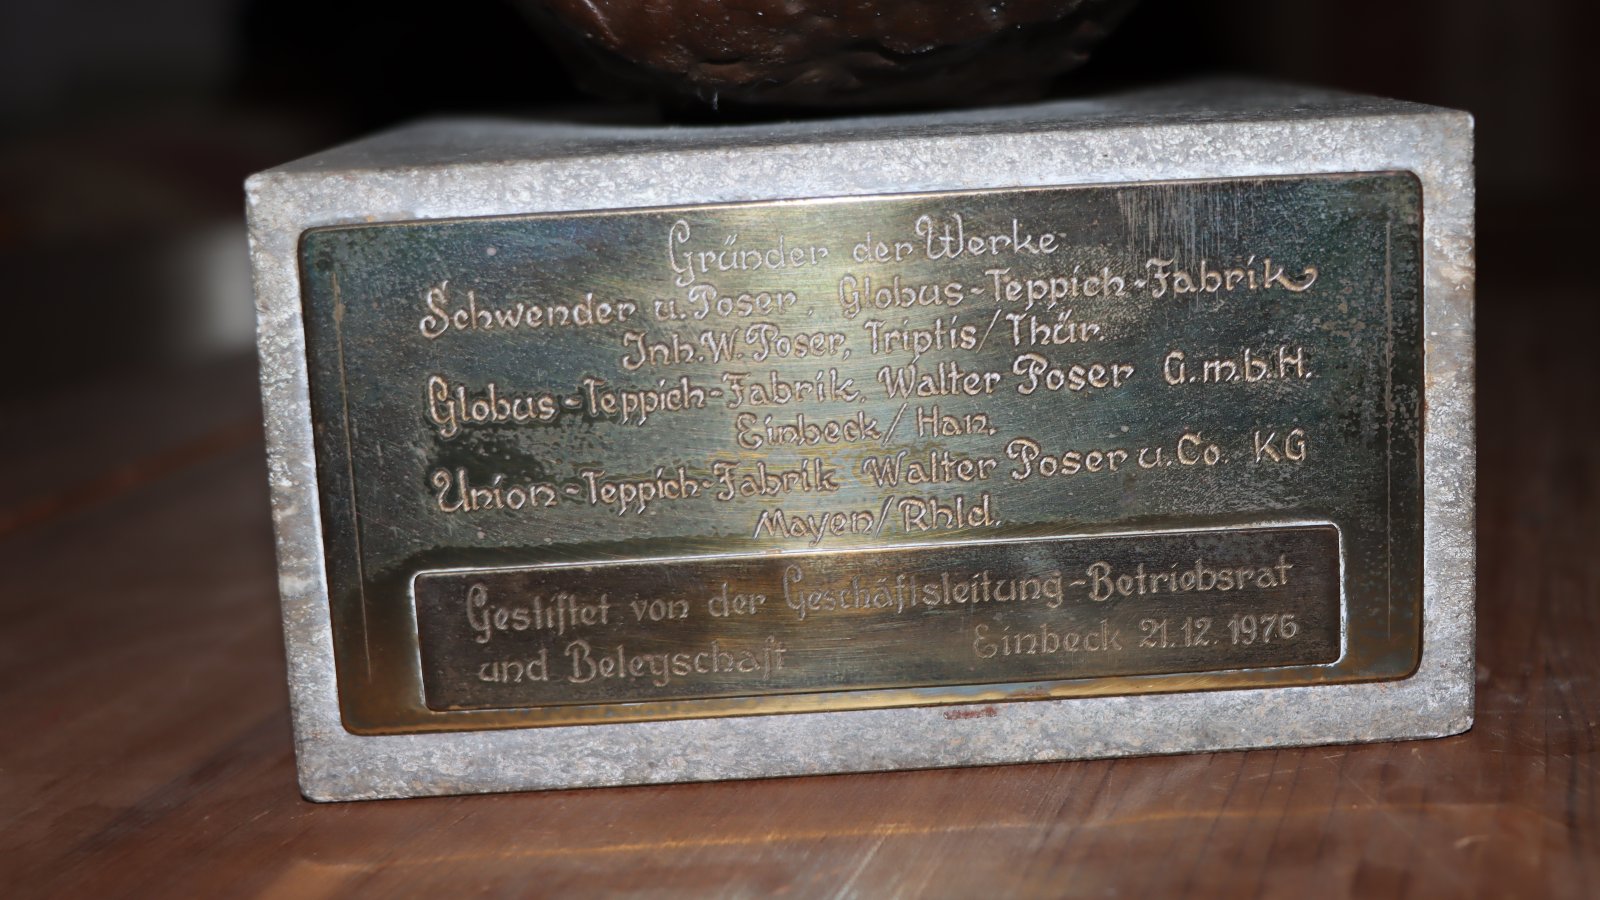 Gründer der Werke
Schwender u. Poser, Globus-Teppich-Fabrik
Inh. W. Poser, Triptis/Thür.
Globus-Teppich-Fabrik, Walter Poser G.m.b.H.
Einbeck/Han.
Union-Teppich-Fabrik Walter Poser u. Co. KG
Mayen/Rhld.
Gestiftet von der Geschäftsleitung-Betriebsrat
und Belegschaft Einbeck 21.12.1976